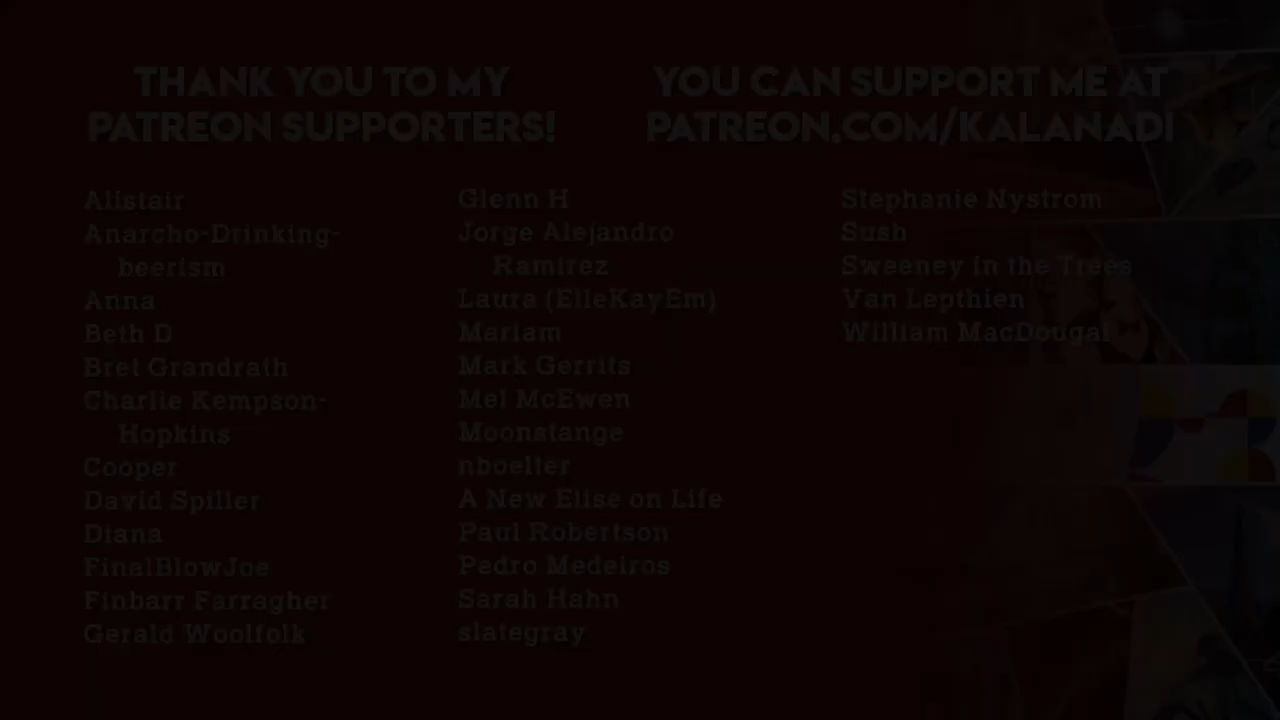 THANK YOU TO MY
PATREON SUPPORTERS!
YOU CAN SUPPORT ME AT
PATREON.COM/KALANADI
Alistair
Anarcho-Drinking-
beerism
Anna
Beth D
Bret Grandrath
Charlie Kempson-
Hopkins
Cooper
David Spiller
Diana
FinalBlowJoe
Finbarr Farragher
Gerald Woolfolk
Glenn H
Jorge Alejandro
Ramirez
Laura (ElleKayEm)
Mariam
Mark Gerrits
Mel McEwen
Moonstange
nboelter
A New Elise on Life
Paul Robertson
Pedro Medeiros
Sarah Hahn
slategray
Stephanie Nystrom
Sush
Sweeney in the Trees
Van Lepthien
William MacDougal